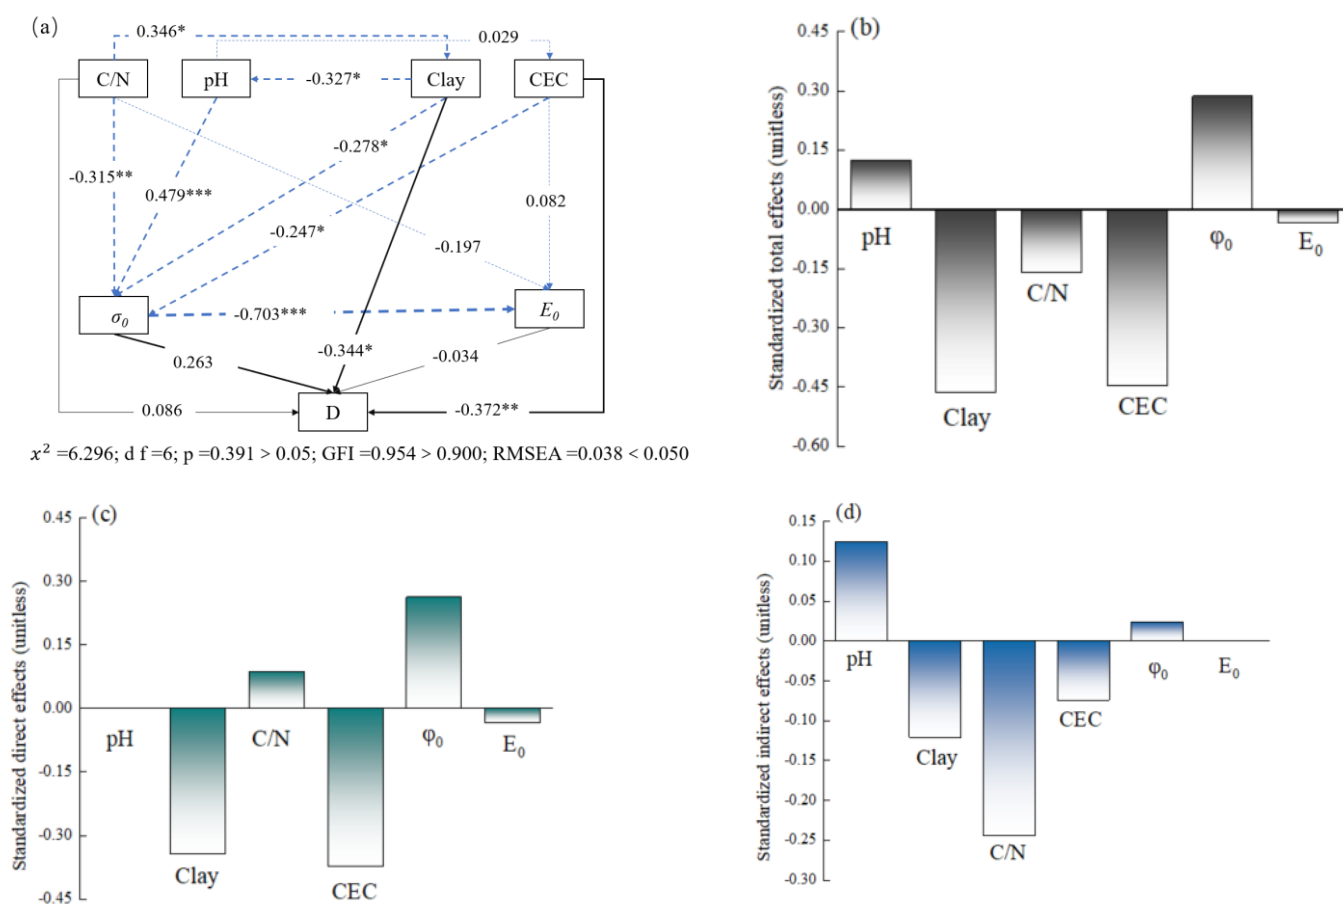 (a)
0.346*
0.029
C/N
pH
-0.327*
Clay
CEC
-0.278*
-0.315**
0.479***
0.082
-0.247*
-0.197
σ₀
-0.703***
E₀
0.263
-0.344*
-0.034
0.086
D
-0.372**
x² =6.296; d f =6; p =0.391 > 0.05; GFI =0.954 > 0.900; RMSEA =0.038 < 0.050
(b)
Standardized total effects (unitless)
0.45
0.30
0.15
0.00
-0.15
-0.30
-0.45
-0.60
pH
Clay
C/N
CEC
φ₀
E₀
(c)
Standardized direct effects (unitless)
0.45
0.30
0.15
0.00
-0.15
-0.30
-0.45
pH
Clay
C/N
CEC
φ₀
E₀
(d)
Standardized indirect effects (unitless)
0.15
0.10
0.05
0.00
-0.05
-0.10
-0.15
-0.20
-0.25
-0.30
pH
Clay
C/N
CEC
φ₀
E₀